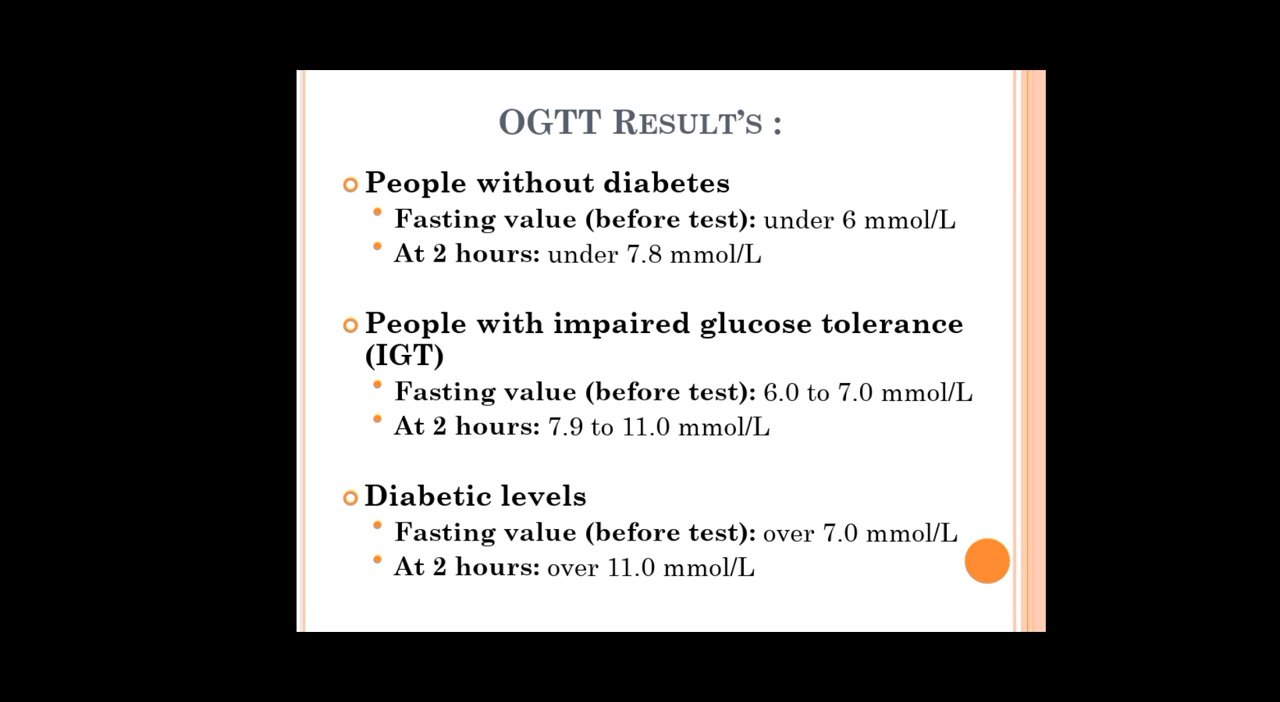 OGTT RESULT'S :
People without diabetes
Fasting value (before test): under 6 mmol/L
At 2 hours: under 7.8 mmol/L
People with impaired glucose tolerance
(IGT)
Fasting value (before test): 6.0 to 7.0 mmol/L
At 2 hours: 7.9 to 11.0 mmol/L
Diabetic levels
Fasting value (before test): over 7.0 mmol/L
At 2 hours: over 11.0 mmol/L